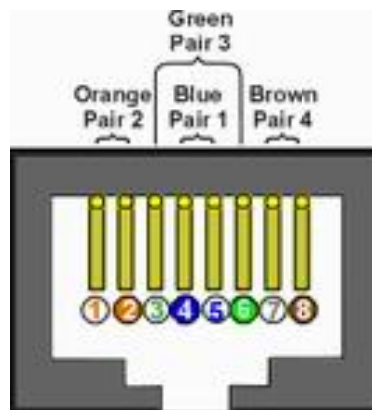 Green
Pair 3
Orange Blue Brown
Pair 2 Pair 1 Pair 4
1 2 3 4 5 6 7 8